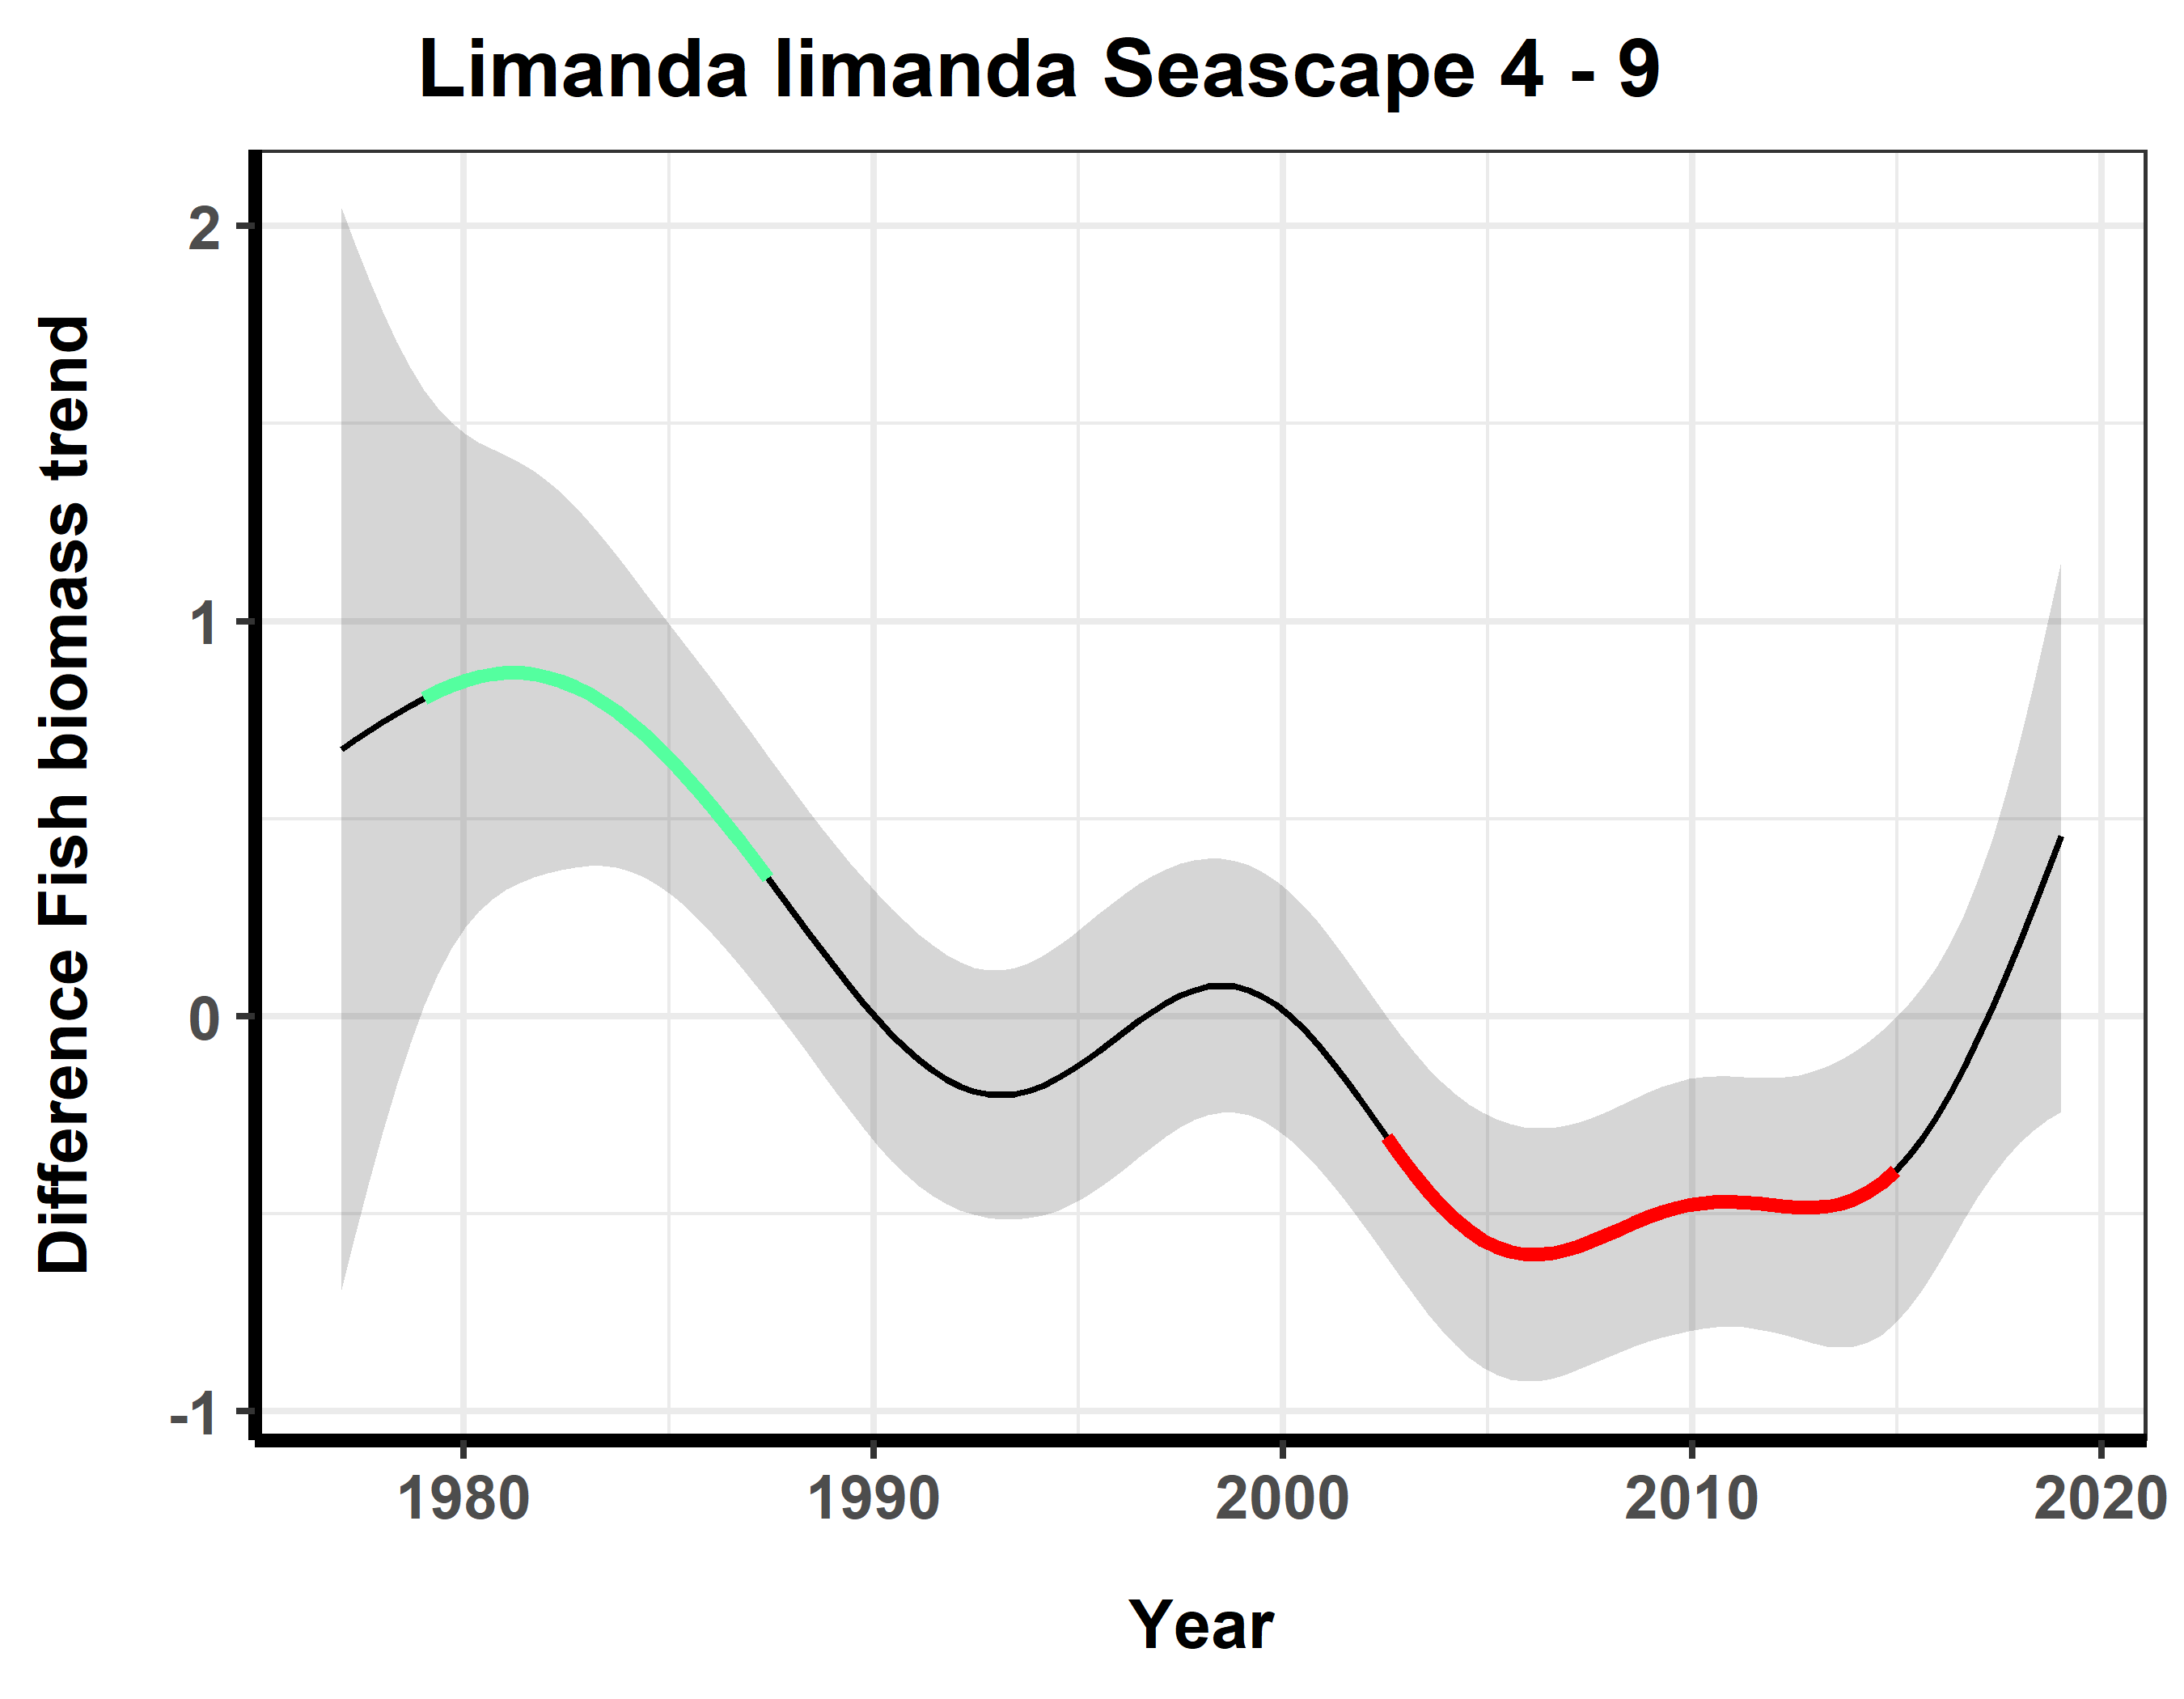 Limanda limanda Seascape 4 - 9
Difference Fish biomass trend
2
1
0
-1
1980 1990 2000 2010 2020
Year